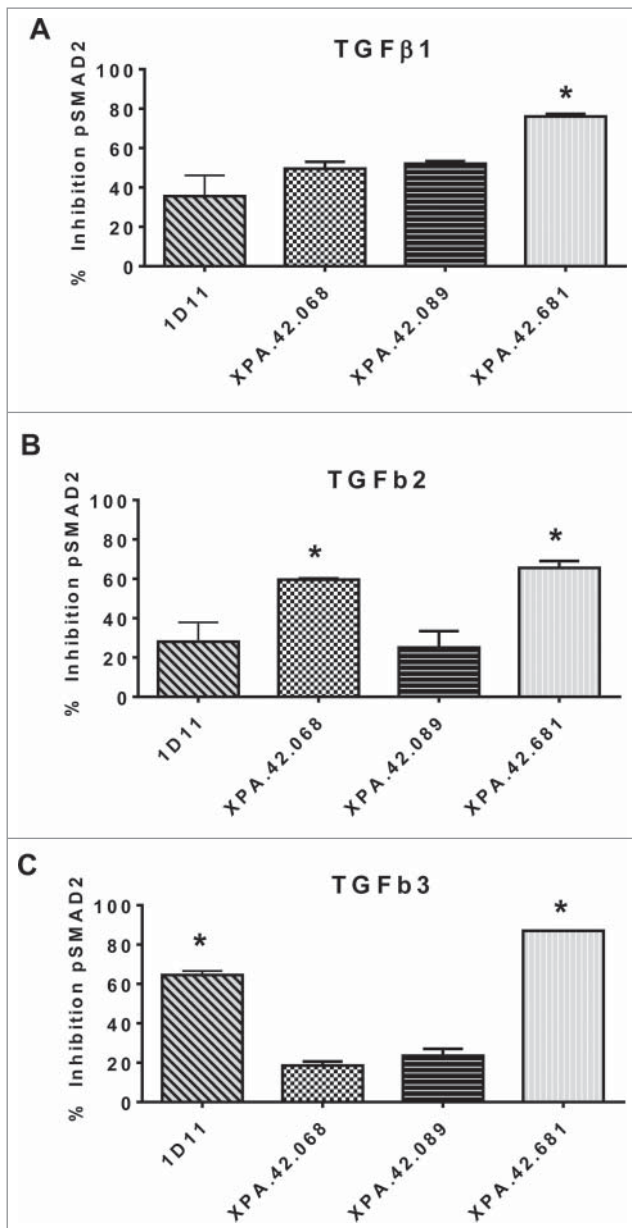 A
TGFβ1
% Inhibition pSMAD2
100
80
60
40
20
0
*
1D11
XPA.42.068
XPA.42.089
XPA.42.681
B
TGFb2
% Inhibition pSMAD2
100
80
60
40
20
0
*
*
1D11
XPA.42.068
XPA.42.089
XPA.42.681
C
TGFb3
% Inhibition pSMAD2
100
80
60
40
20
0
*
*
1D11
XPA.42.068
XPA.42.089
XPA.42.681